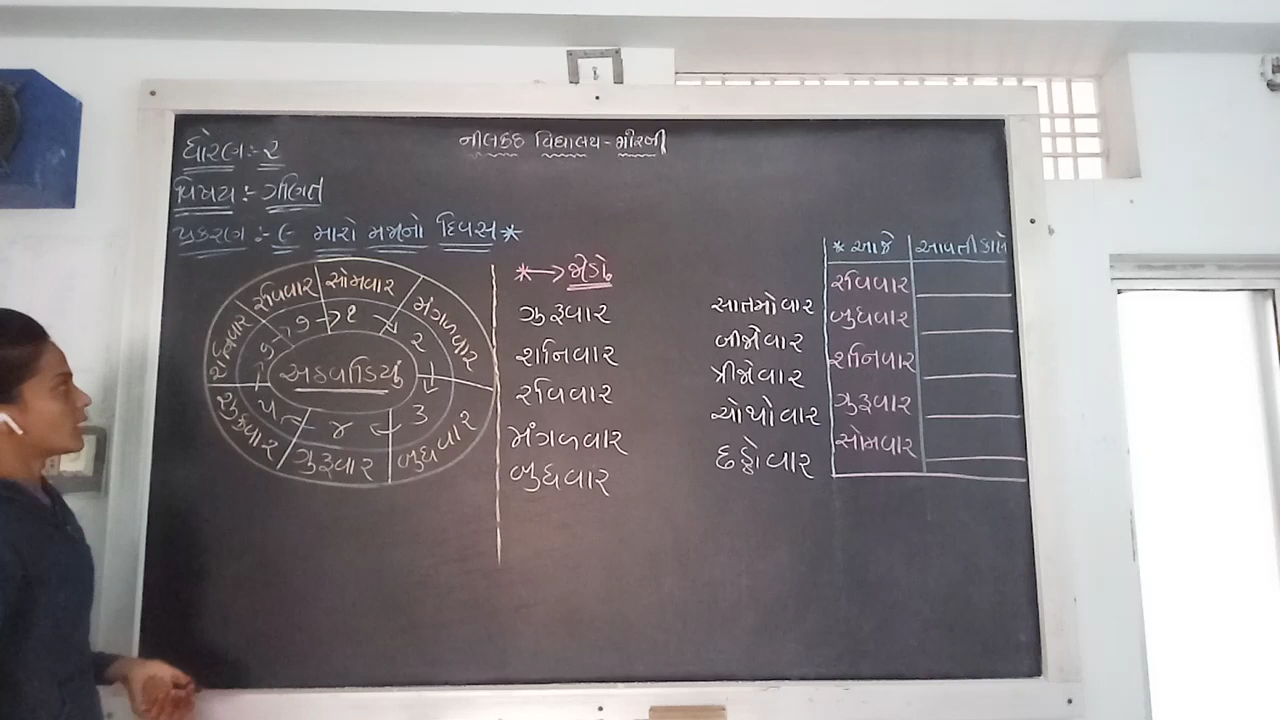 નીલકંઠ વિદ્યાલય - મોરબી
ધોરણ :- ૨
વિષય :- ગણિત
પ્રકરણ :- ૯ મારો મજાનો દિવસ *
અઠવાડિયું
૧ સોમવાર
૨ મંગળવાર
૩ બુધવાર
૪ ગુરૂવાર
૫ શુક્રવાર
૬ શનિવાર
૭ રવિવાર
* → જોડો
ગુરૂવાર સાતમોવાર
શનિવાર બીજોવાર
રવિવાર ત્રીજોવાર
મંગળવાર ચોથોવાર
બુધવાર છઠ્ઠોવાર
* આજે આવતીકાલે
રવિવાર
બુધવાર
શનિવાર
ગુરૂવાર
સોમવાર